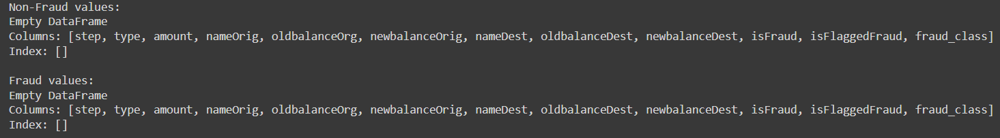 Non-Fraud values:
Empty DataFrame
Columns: [step, type, amount, nameOrig, oldbalanceOrg, newbalanceOrig, nameDest, oldbalanceDest, newbalanceDest, isFraud, isFlaggedFraud, fraud_class]
Index: []
Fraud values:
Empty DataFrame
Columns: [step, type, amount, nameOrig, oldbalanceOrg, newbalanceOrig, nameDest, oldbalanceDest, newbalanceDest, isFraud, isFlaggedFraud, fraud_class]
Index: []